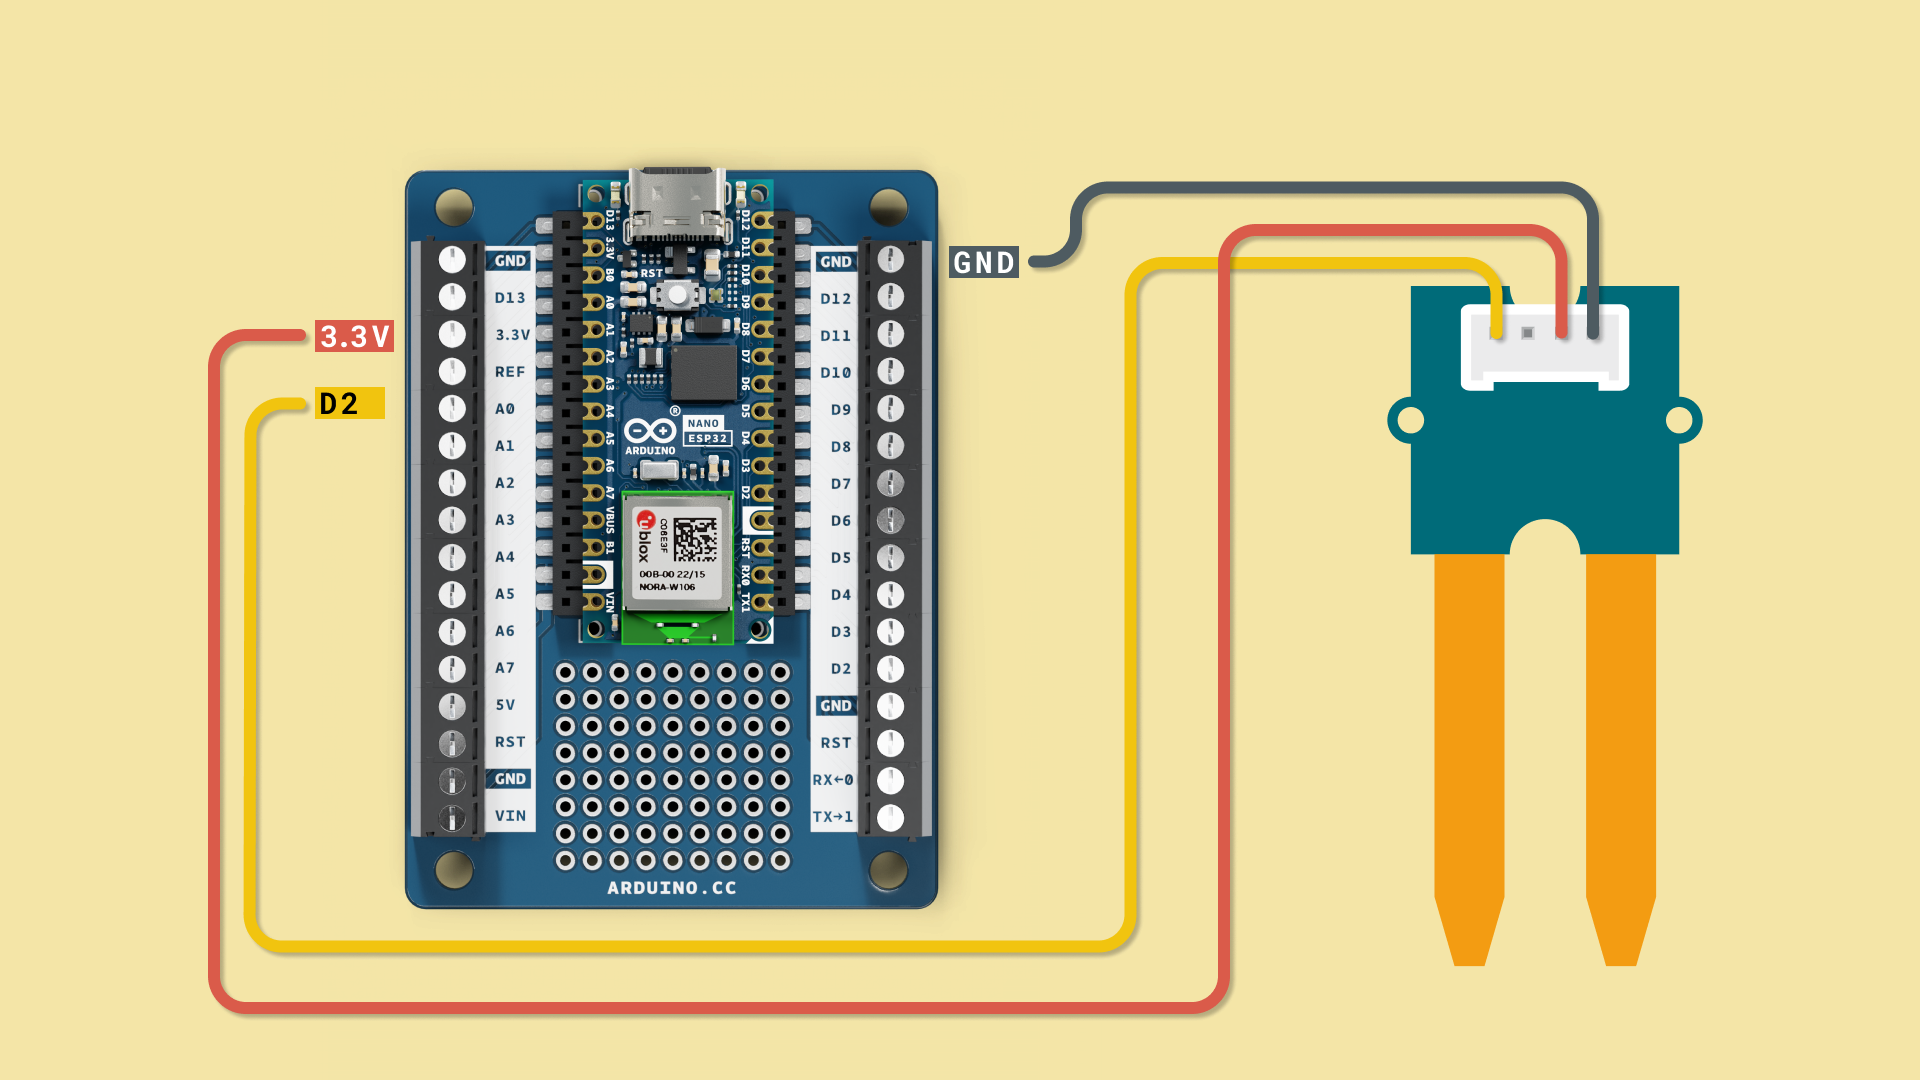 3.3V
D2
GND
GND
D13
3.3V
REF
A0
A1
A2
A3
A4
A5
A6
A7
5V
RST
GND
VIN
D13
3.3V
B0
A0
A1
A2
A3
A4
A5
A6
A7
VBUS
B1
VIN
RST
®
NANO
ESP32
ARDUINO
ublox
C08E3F
00B-00 22/15
NORA-W106
D12
D11
D10
D9
D8
D7
D6
D5
D4
D3
D2
RST
RX0
TX1
GND
D12
D11
D10
D9
D8
D7
D6
D5
D4
D3
D2
GND
RST
RX←0
TX→1
ARDUINO.CC